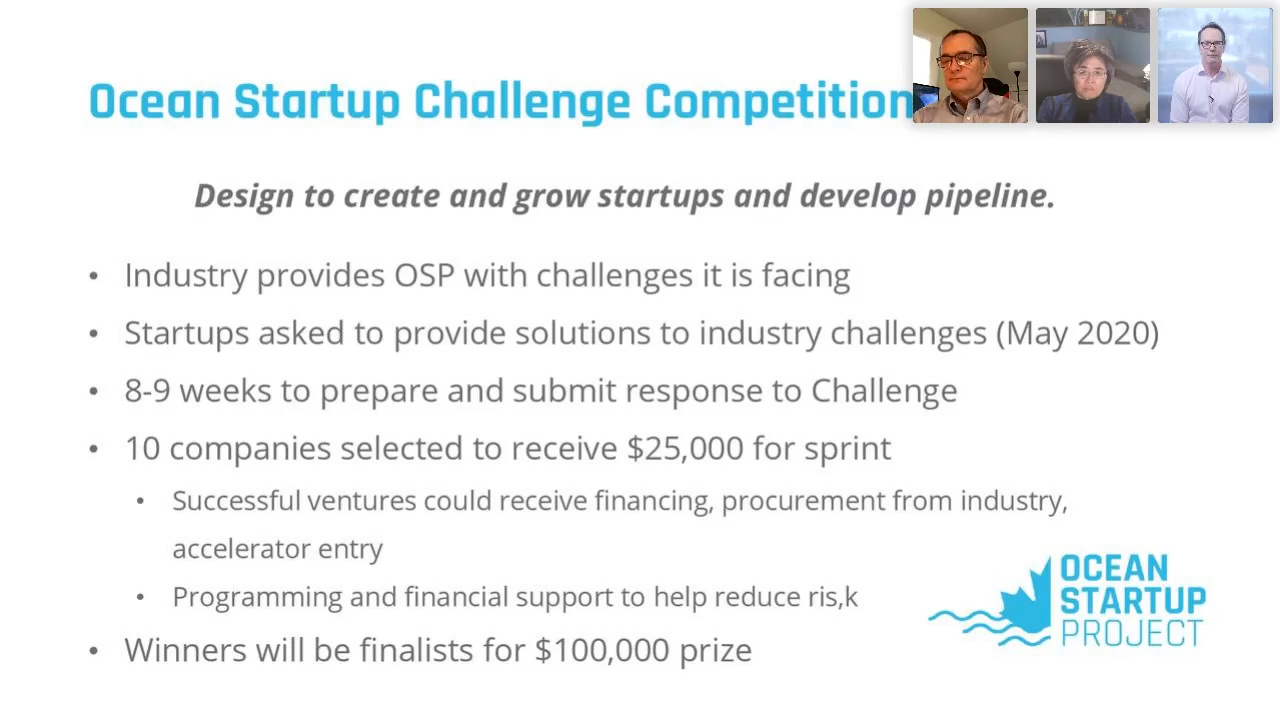 Ocean Startup Challenge Competition
Design to create and grow startups and develop pipeline.
• Industry provides OSP with challenges it is facing
• Startups asked to provide solutions to industry challenges (May 2020)
• 8-9 weeks to prepare and submit response to Challenge
• 10 companies selected to receive $25,000 for sprint
• Successful ventures could receive financing, procurement from industry,
accelerator entry
• Programming and financial support to help reduce ris,k
• Winners will be finalists for $100,000 prize
OCEAN
STARTUP
PROJECT